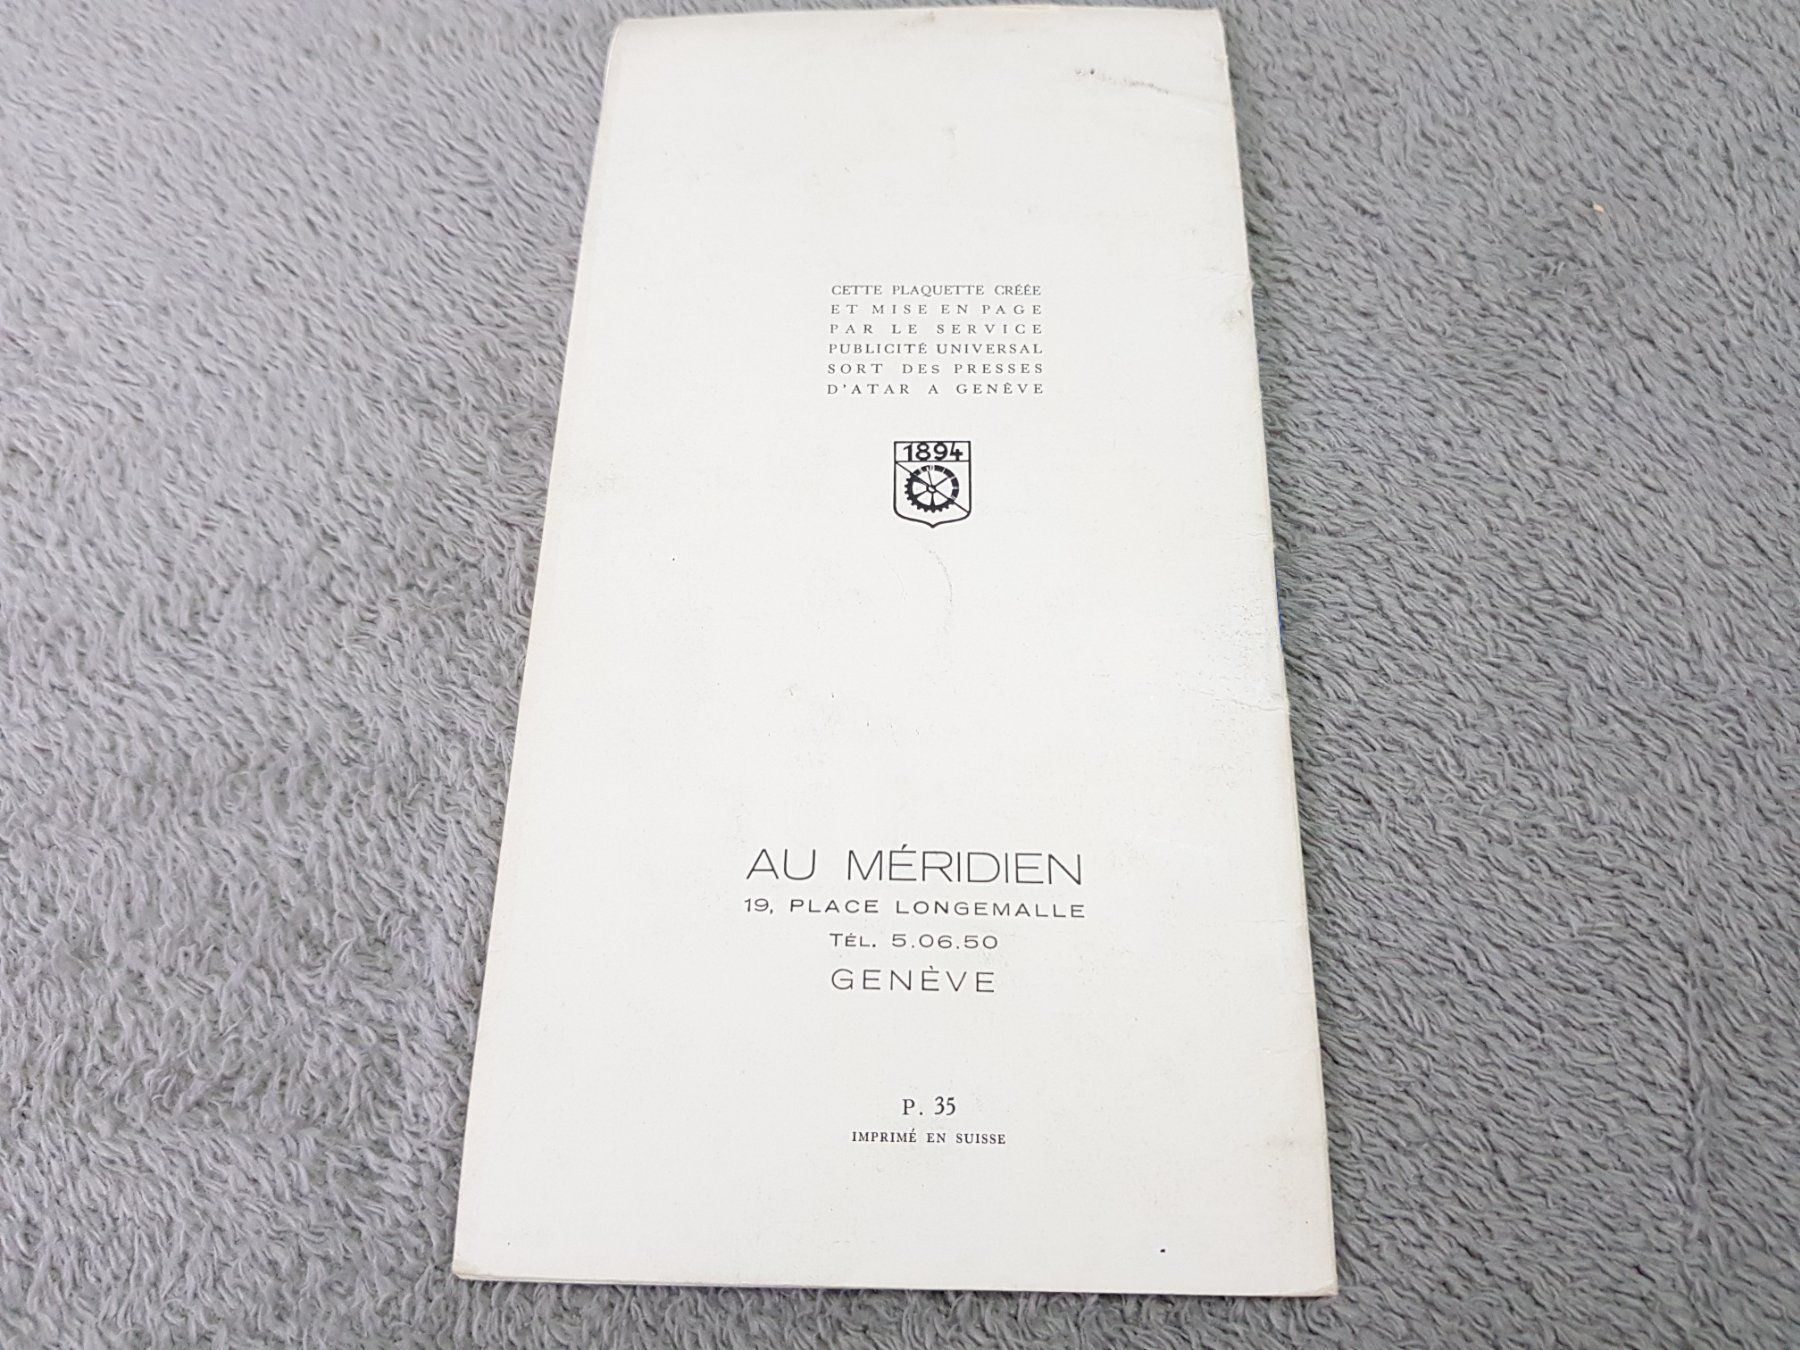 CETTE PLAQUETTE CRÉÉE
ET MISE EN PAGE
PAR LE SERVICE
PUBLICITÉ UNIVERSAL
SORT DES PRESSES
D'ATAR A GENÈVE
1894
AU MÉRIDIEN
19, PLACE LONGEMALLE
TÉL. 5.06.50
GENÈVE
P. 35
IMPRIMÉ EN SUISSE